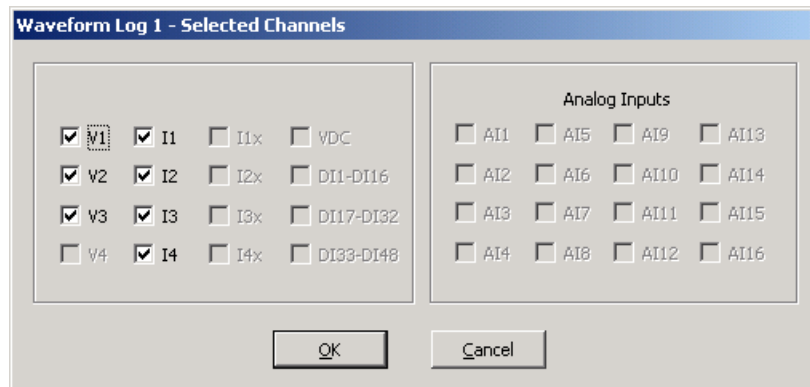 Waveform Log 1 - Selected Channels
Analog Inputs
V1 I1 I1x VDC AI1 AI5 AI9 AI13
V2 I2 I2x DI1-DI16 AI2 AI6 AI10 AI14
V3 I3 I3x DI17-DI32 AI3 AI7 AI11 AI15
V4 I4 I4x DI33-DI48 AI4 AI8 AI12 AI16
OK Cancel